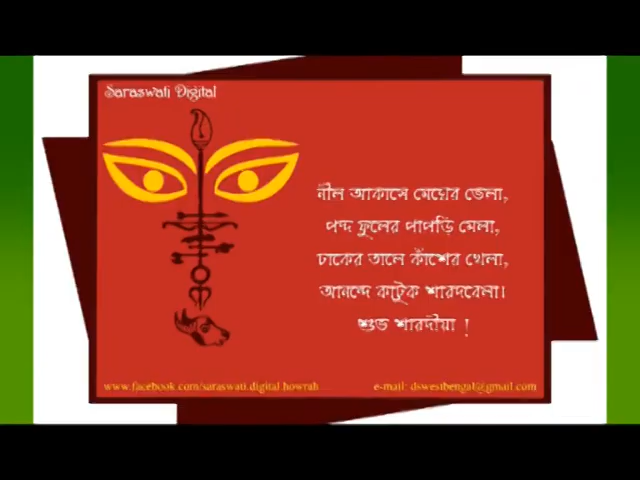 Saraswati Digital
নীল আকাসে মেঘের ভেলা,
পদ্দ ফুলের পাপড়ি মেলা,
ঢাকের তালে কাঁশের খেলা,
আনন্দে কাটুক শারদবেলা।
শুভ শারদীয়া !
www.facebook.com/saraswati.digital.howrah
e-mail: dswestbengal@gmail.com